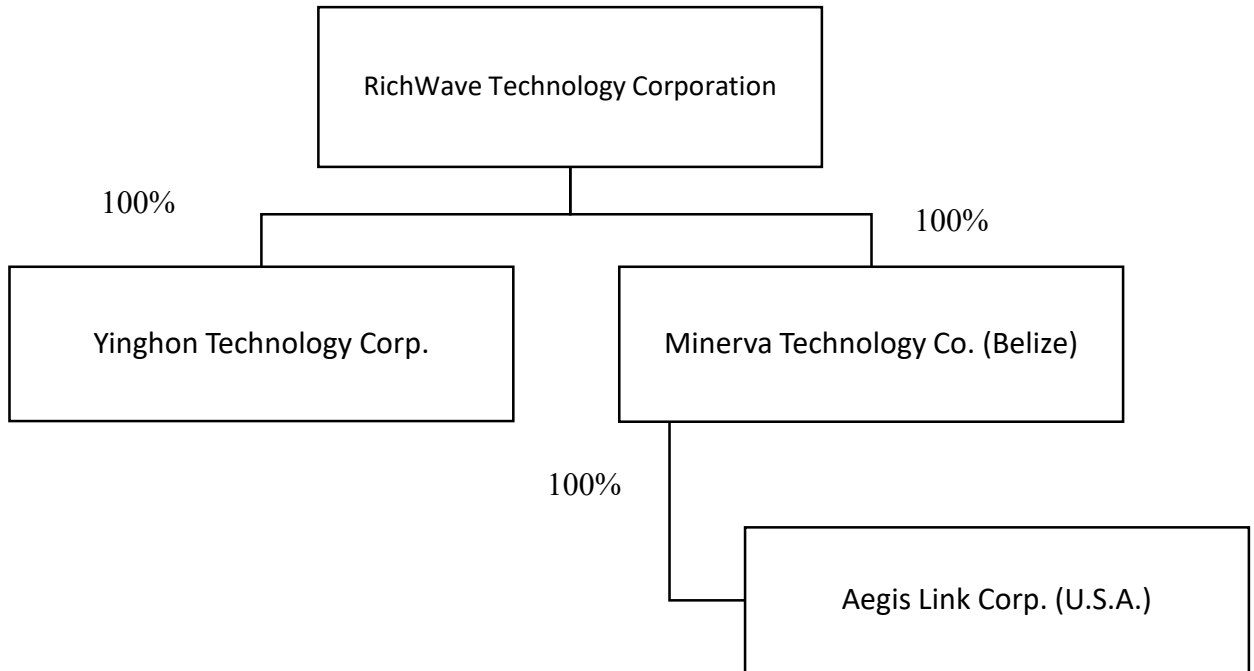 RichWave Technology Corporation
100%
100%
Yinghon Technology Corp.
Minerva Technology Co. (Belize)
100%
Aegis Link Corp. (U.S.A.)